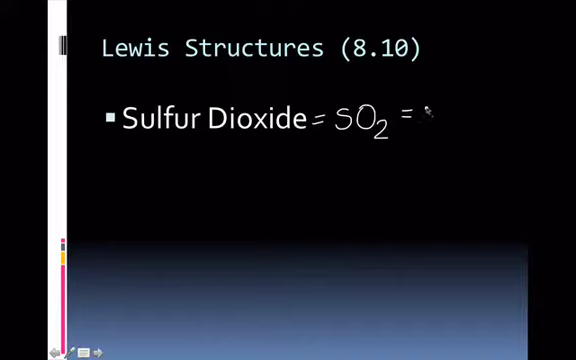 Lewis Structures (8.10)
Sulfur Dioxide = SO2 =